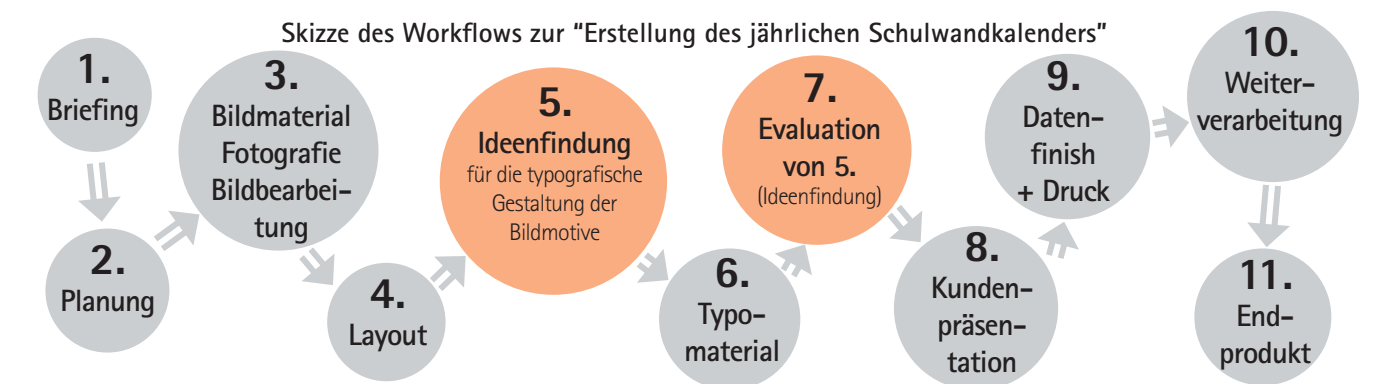 Skizze des Workflows zur "Erstellung des jährlichen Schulwandkalenders"
1.
Briefing
2.
Planung
3.
Bildmaterial
Fotografie
Bildbearbei-
tung
4.
Layout
5.
Ideenfindung
für die typografische
Gestaltung der
Bildmotive
6.
Typo-
material
7.
Evaluation
von 5.
(Ideenfindung)
8.
Kunden-
präsen-
tation
9.
Daten-
finish
+ Druck
10.
Weiter-
verarbeitung
11.
End-
produkt